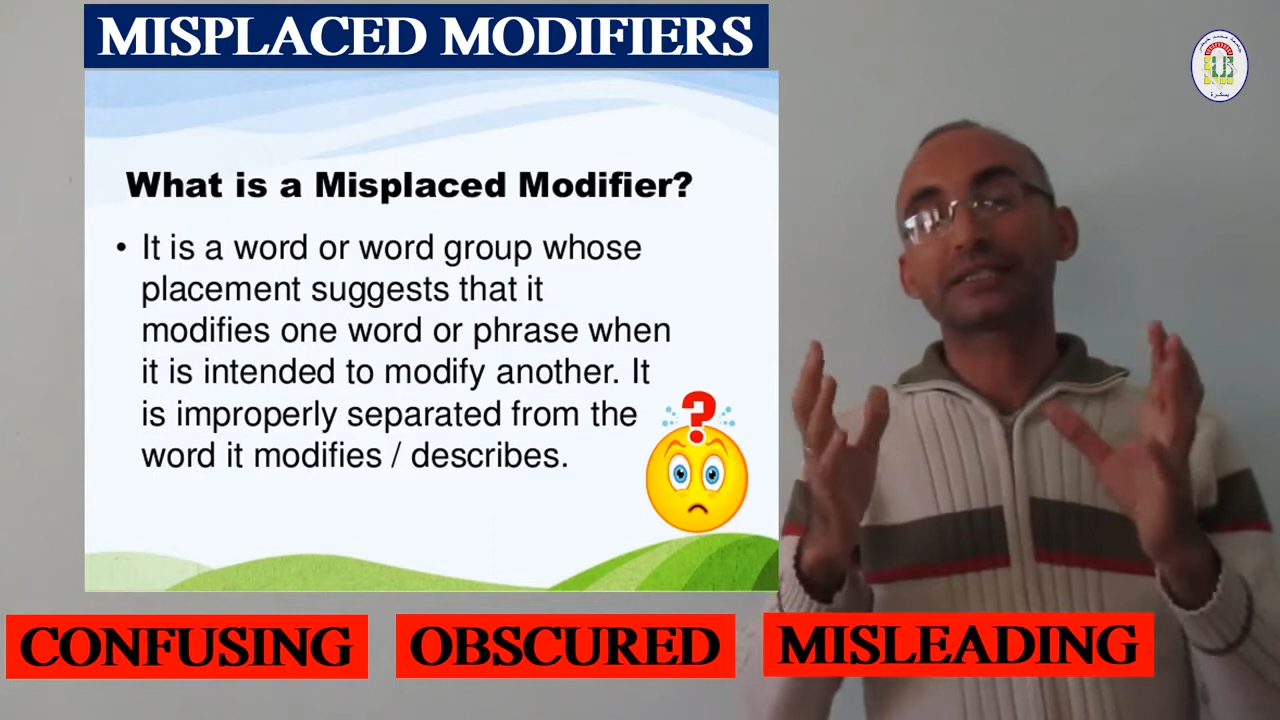 MISPLACED MODIFIERS
What is a Misplaced Modifier?
• It is a word or word group whose
placement suggests that it
modifies one word or phrase when
it is intended to modify another. It
is improperly separated from the
word it modifies / describes.
?
CONFUSING OBSCURED MISLEADING